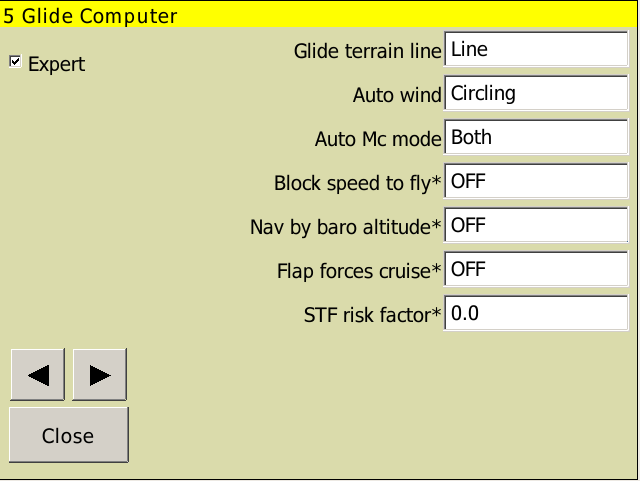 5 Glide Computer
Expert
Glide terrain line Line
Auto wind Circling
Auto Mc mode Both
Block speed to fly* OFF
Nav by baro altitude* OFF
Flap forces cruise* OFF
STF risk factor* 0.0
Close